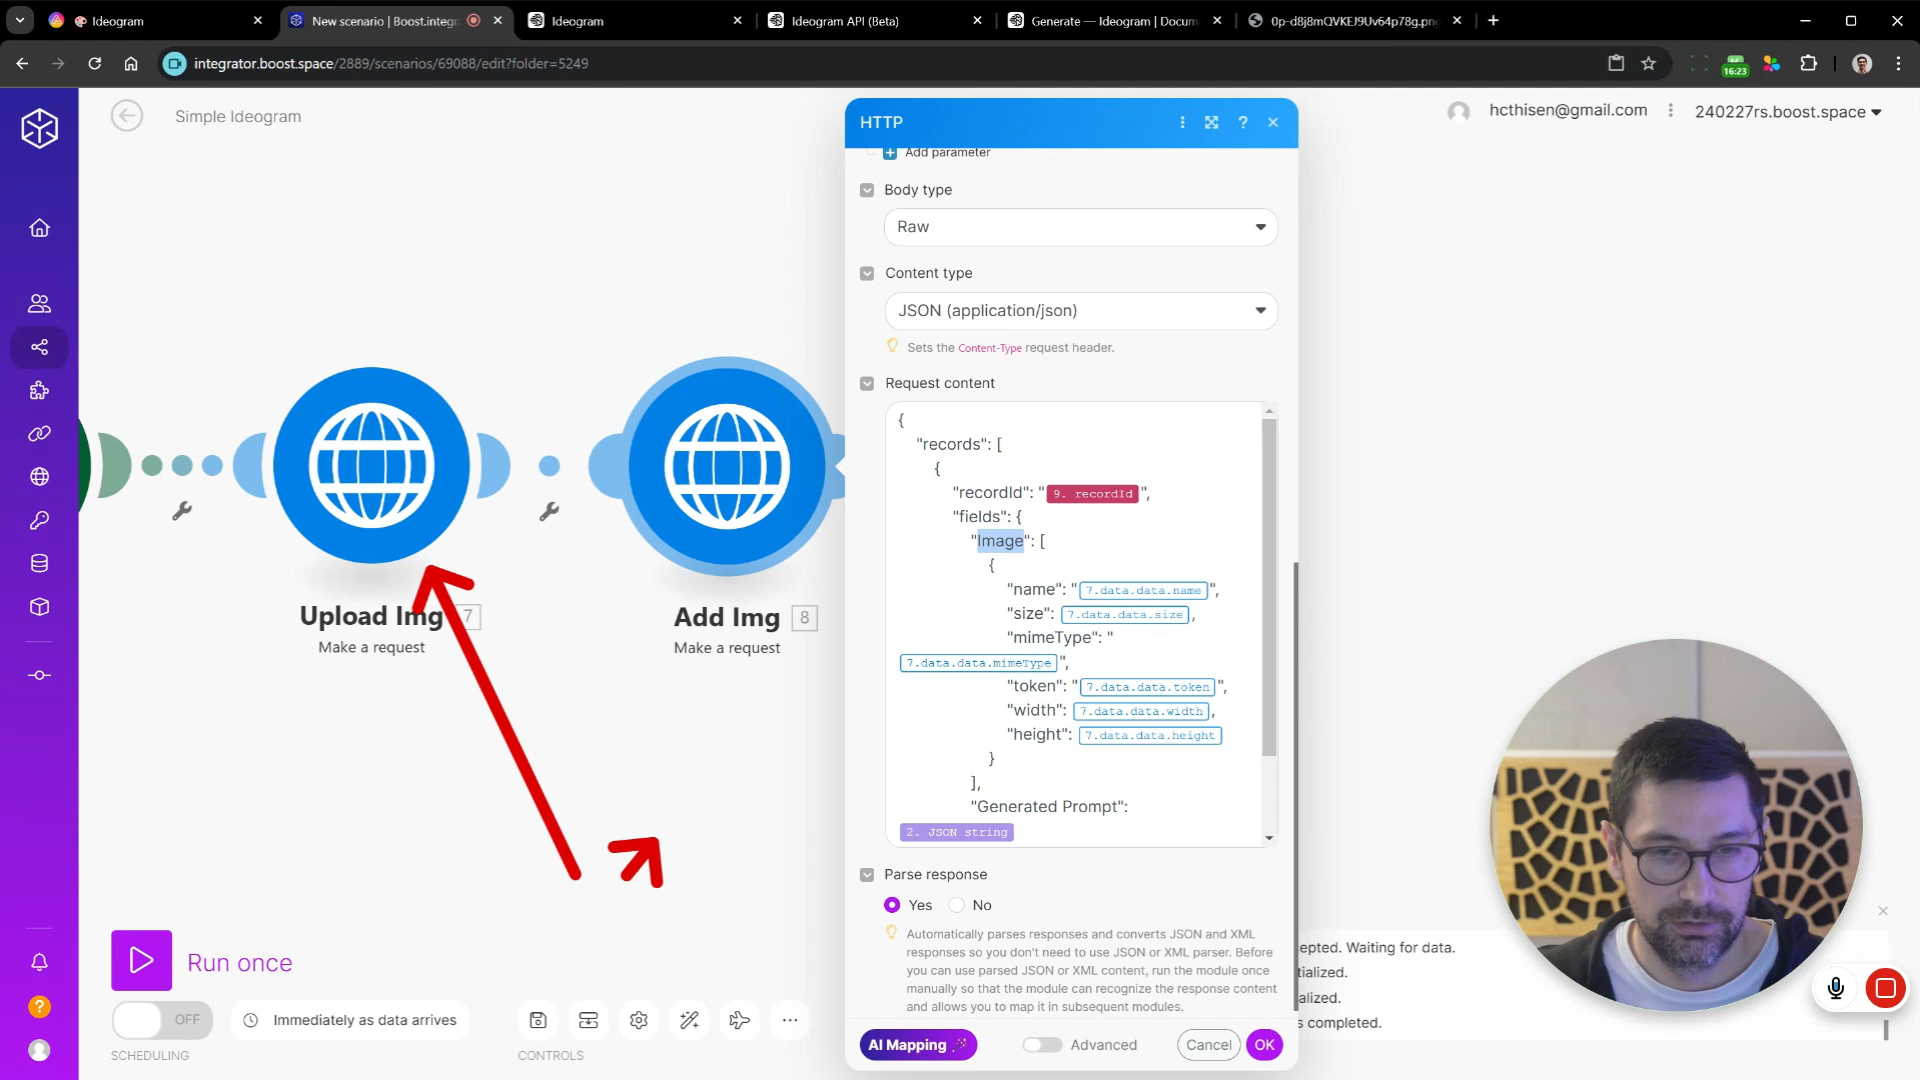 Ideogram
New scenario | Boost.integr
Ideogram
Ideogram API (Beta)
Generate — Ideogram | Docum
0p-d8j8mQVKEJ9Uv64p78g.pn
integrator.boost.space/2889/scenarios/69088/edit?folder=5249
16:23
Simple Ideogram
hcthisen@gmail.com
240227rs.boost.space
HTTP
Add parameter
Body type
Raw
Content type
JSON (application/json)
Sets the Content-Type request header.
Request content
{
"records": [
{
"recordId": "9. recordId",
"fields": {
"Image": [
{
"name": "7.data.data.name",
"size": 7.data.data.size,
"mimeType": "
7.data.data.mimeType",
"token": "7.data.data.token",
"width": 7.data.data.width,
"height": 7.data.data.height
}
],
"Generated Prompt":
2. JSON string
Parse response
Yes
No
Automatically parses responses and converts JSON and XML
responses so you don't need to use JSON or XML parser. Before
you can use parsed JSON or XML content, run the module once
manually so that the module can recognize the response content
and allows you to map it in subsequent modules.
AI Mapping
Advanced
Cancel
OK
Upload Img 7
Make a request
Add Img 8
Make a request
Run once
OFF
Immediately as data arrives
SCHEDULING
CONTROLS
epted. Waiting for data.
tialized.
alized.
s completed.